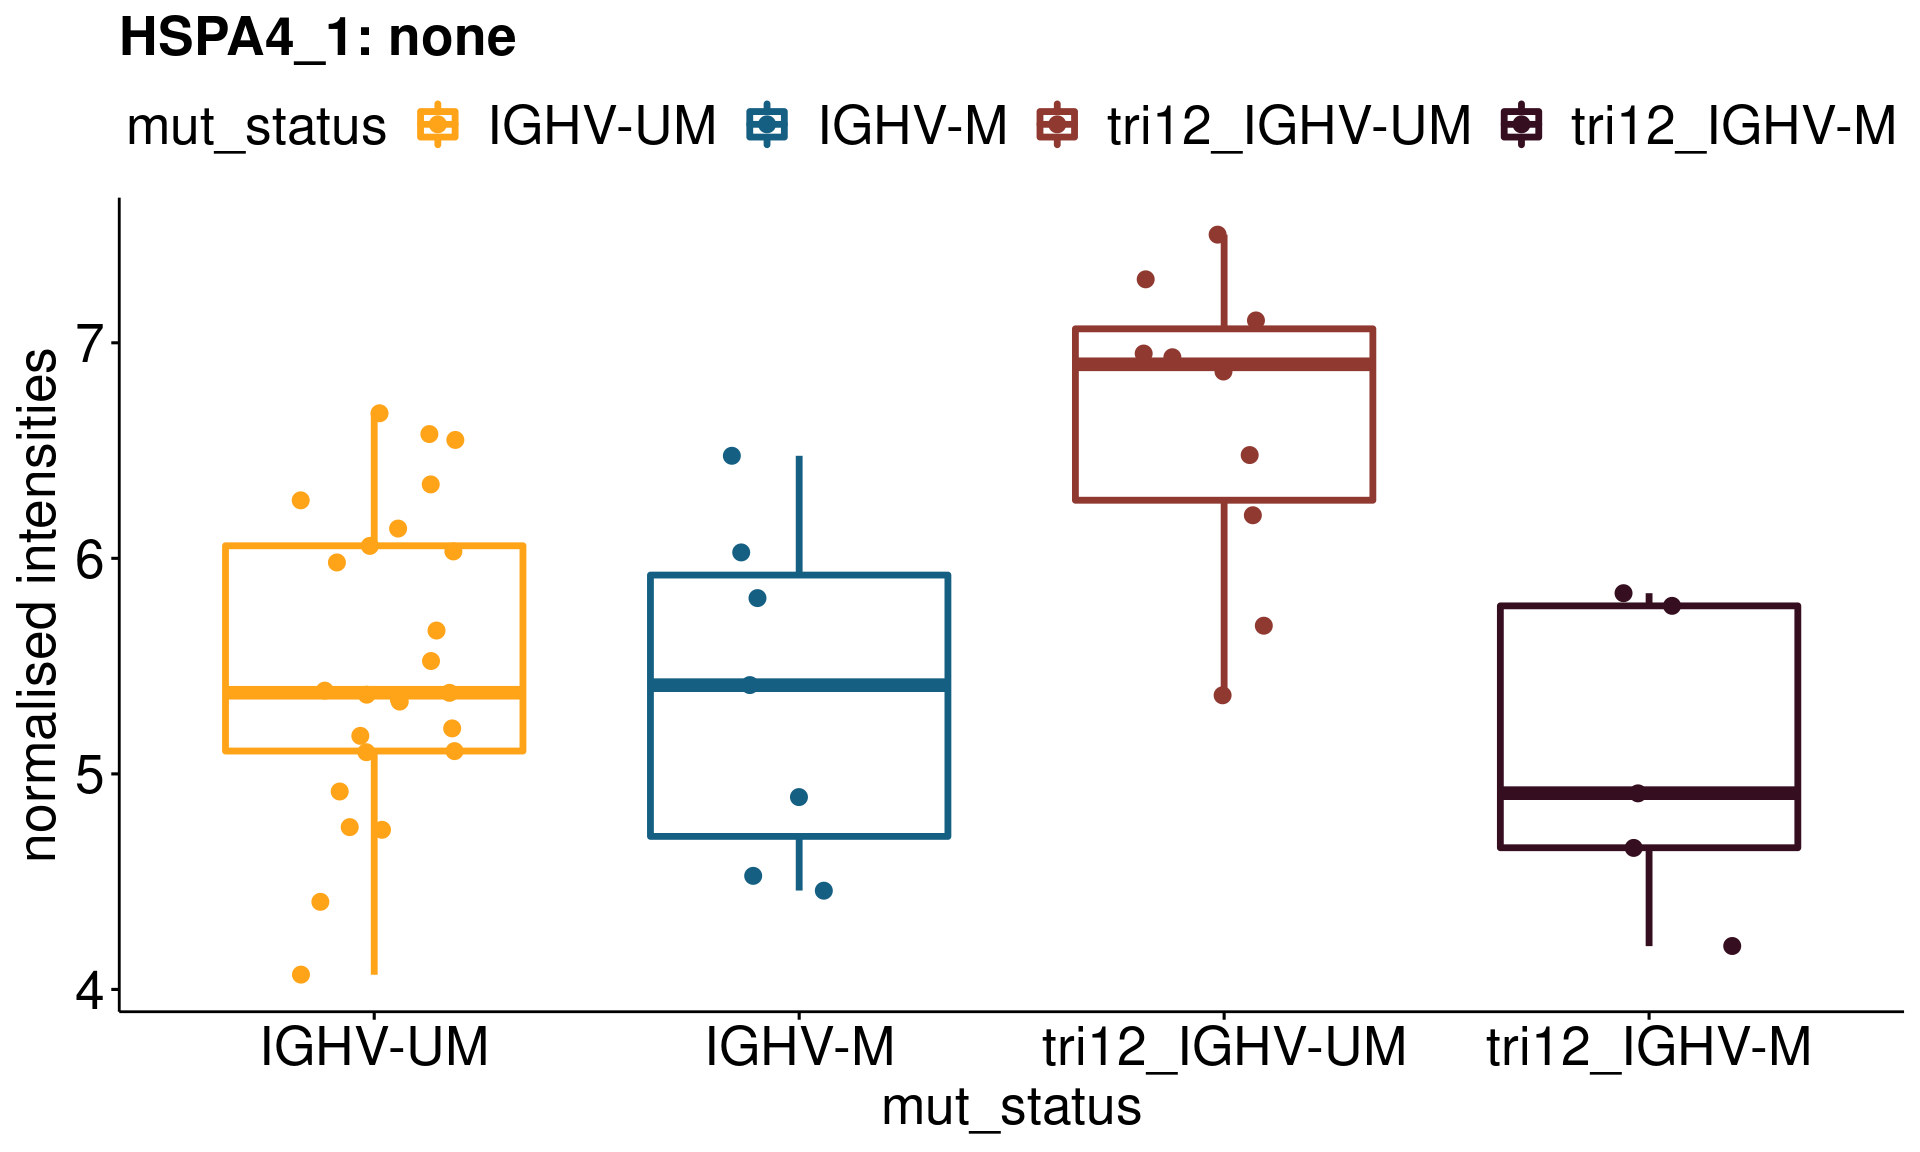 HSPA4_1: none
mut_status IGHV-UM IGHV-M tri12_IGHV-UM tri12_IGHV-M
normalised intensities
7
6
5
4
IGHV-UM IGHV-M tri12_IGHV-UM tri12_IGHV-M
mut_status